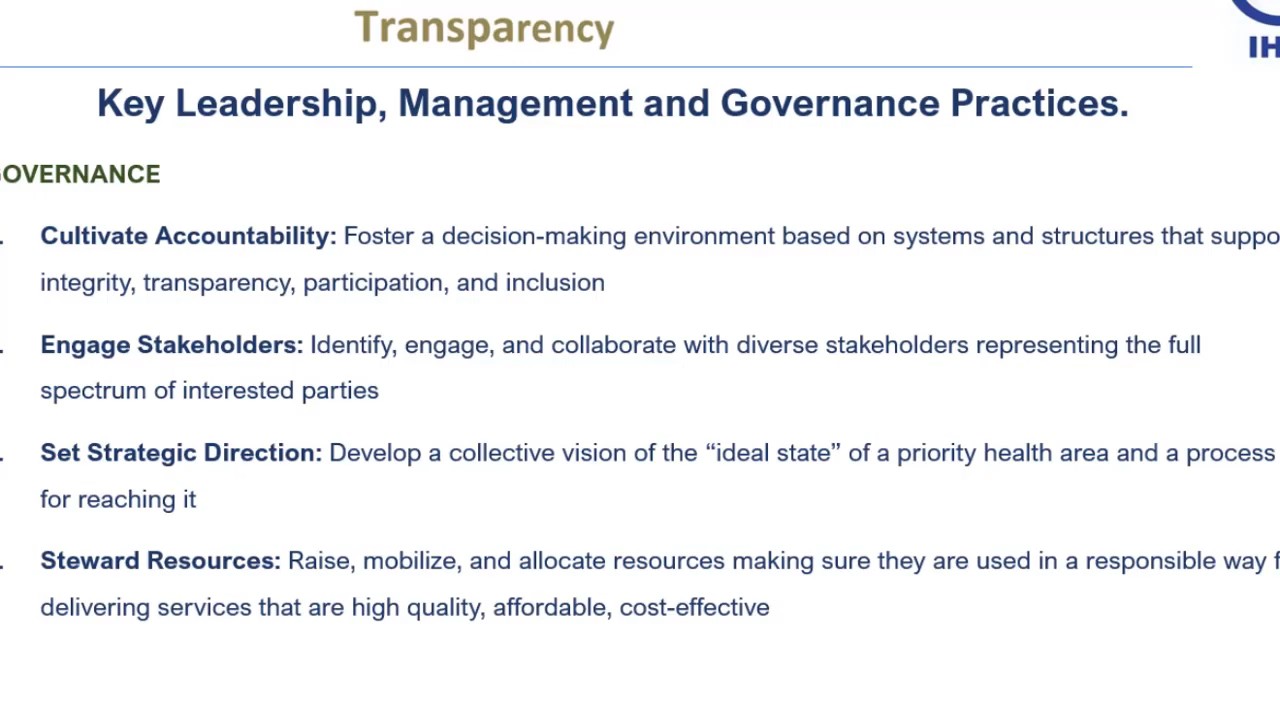 Transparency
IH
Key Leadership, Management and Governance Practices.
OVERNANCE
. Cultivate Accountability: Foster a decision-making environment based on systems and structures that suppo
integrity, transparency, participation, and inclusion
. Engage Stakeholders: Identify, engage, and collaborate with diverse stakeholders representing the full
spectrum of interested parties
. Set Strategic Direction: Develop a collective vision of the “ideal state” of a priority health area and a process
for reaching it
. Steward Resources: Raise, mobilize, and allocate resources making sure they are used in a responsible way f
delivering services that are high quality, affordable, cost-effective